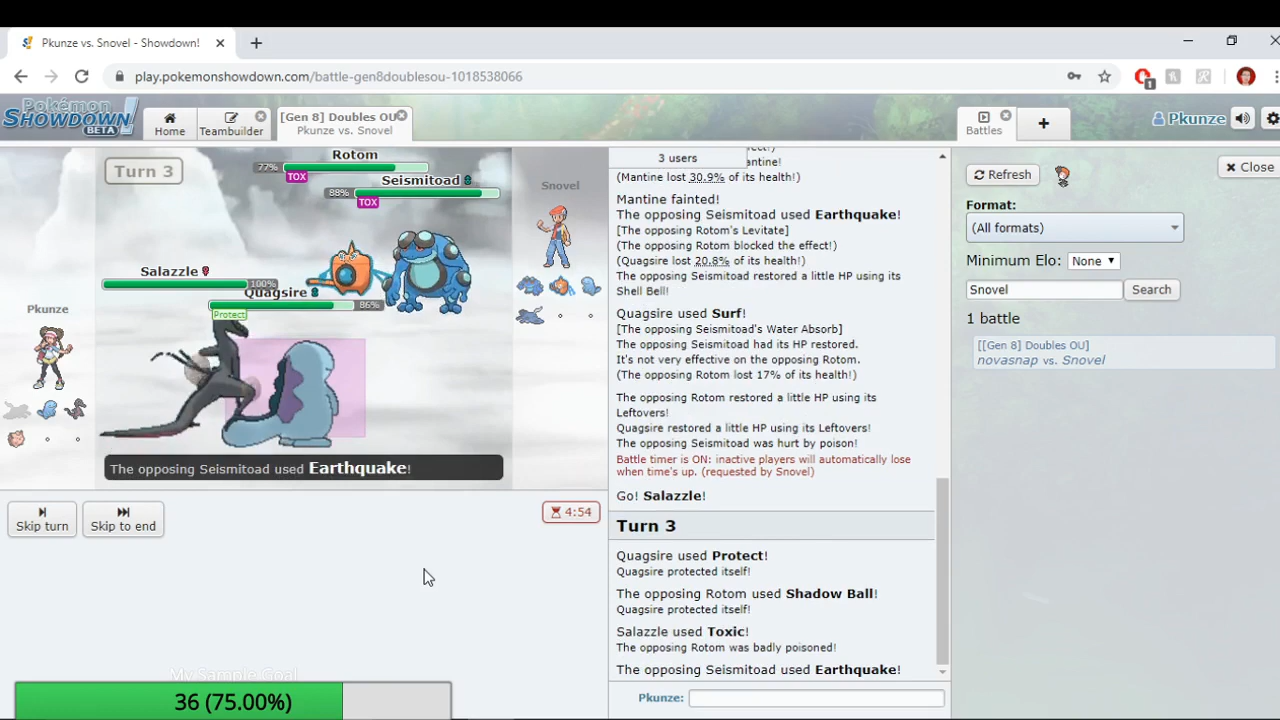 Pkunze vs. Snovel - Showdown!
play.pokemonshowdown.com/battle-gen8doublesou-1018538066
1
Pokémon
SHOWDOWN!
BETA
Home
Teambuilder
[Gen 8] Doubles OU
Pkunze vs. Snovel
Battles
Pkunze
Turn 3
Rotom
77%
TOX
Seismitoad
88%
TOX
Snovel
Salazzle
100%
Quagsire
86%
Protect
Pkunze
The opposing Seismitoad used Earthquake!
Skip turn
Skip to end
4:54
My Sample Goal
36 (75.00%)
3 users
(Mantine lost 30.9% of its health!)
Mantine fainted!
The opposing Seismitoad used Earthquake!
[The opposing Rotom's Levitate]
(The opposing Rotom blocked the effect!)
(Quagsire lost 20.8% of its health!)
The opposing Seismitoad restored a little HP using its
Shell Bell!
Quagsire used Surf!
[The opposing Seismitoad's Water Absorb]
The opposing Seismitoad had its HP restored.
It's not very effective on the opposing Rotom.
(The opposing Rotom lost 17% of its health!)
The opposing Rotom restored a little HP using its
Leftovers!
Quagsire restored a little HP using its Leftovers!
The opposing Seismitoad was hurt by poison!
Battle timer is ON: inactive players will automatically lose
when time's up. (requested by Snovel)
Go! Salazzle!
Turn 3
Quagsire used Protect!
Quagsire protected itself!
The opposing Rotom used Shadow Ball!
Quagsire protected itself!
Salazzle used Toxic!
The opposing Rotom was badly poisoned!
The opposing Seismitoad used Earthquake!
Pkunze:
Refresh
Close
Format:
(All formats)
Minimum Elo: None
Snovel
Search
1 battle
[[Gen 8] Doubles OU]
novasnap vs. Snovel